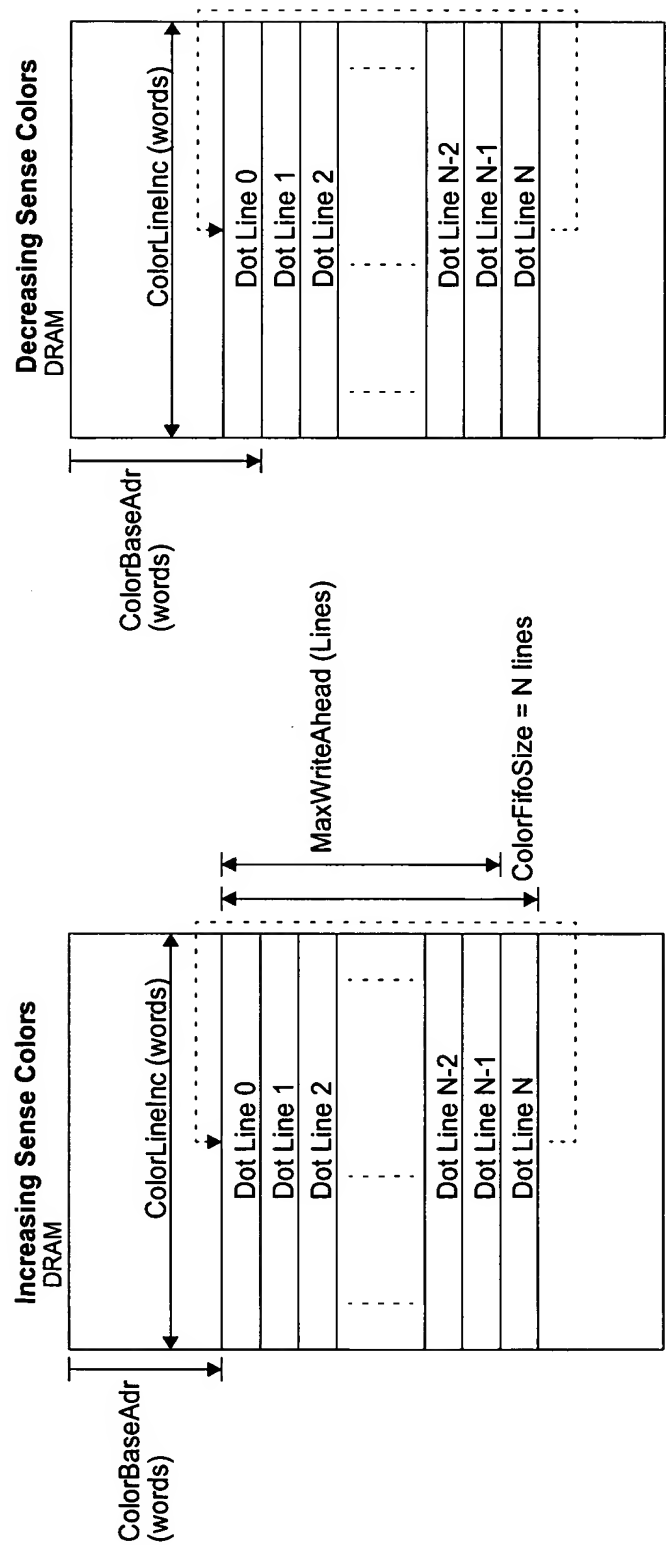 Increasing Sense Colors
DRAM
ColorBaseAdr
(words)
ColorLineInc (words)
Dot Line 0
Dot Line 1
Dot Line 2
Dot Line N-2
Dot Line N-1
Dot Line N
MaxWriteAhead (Lines)
ColorFifoSize = N lines
Decreasing Sense Colors
DRAM
ColorBaseAdr
(words)
ColorLineInc (words)
Dot Line 0
Dot Line 1
Dot Line 2
Dot Line N-2
Dot Line N-1
Dot Line N